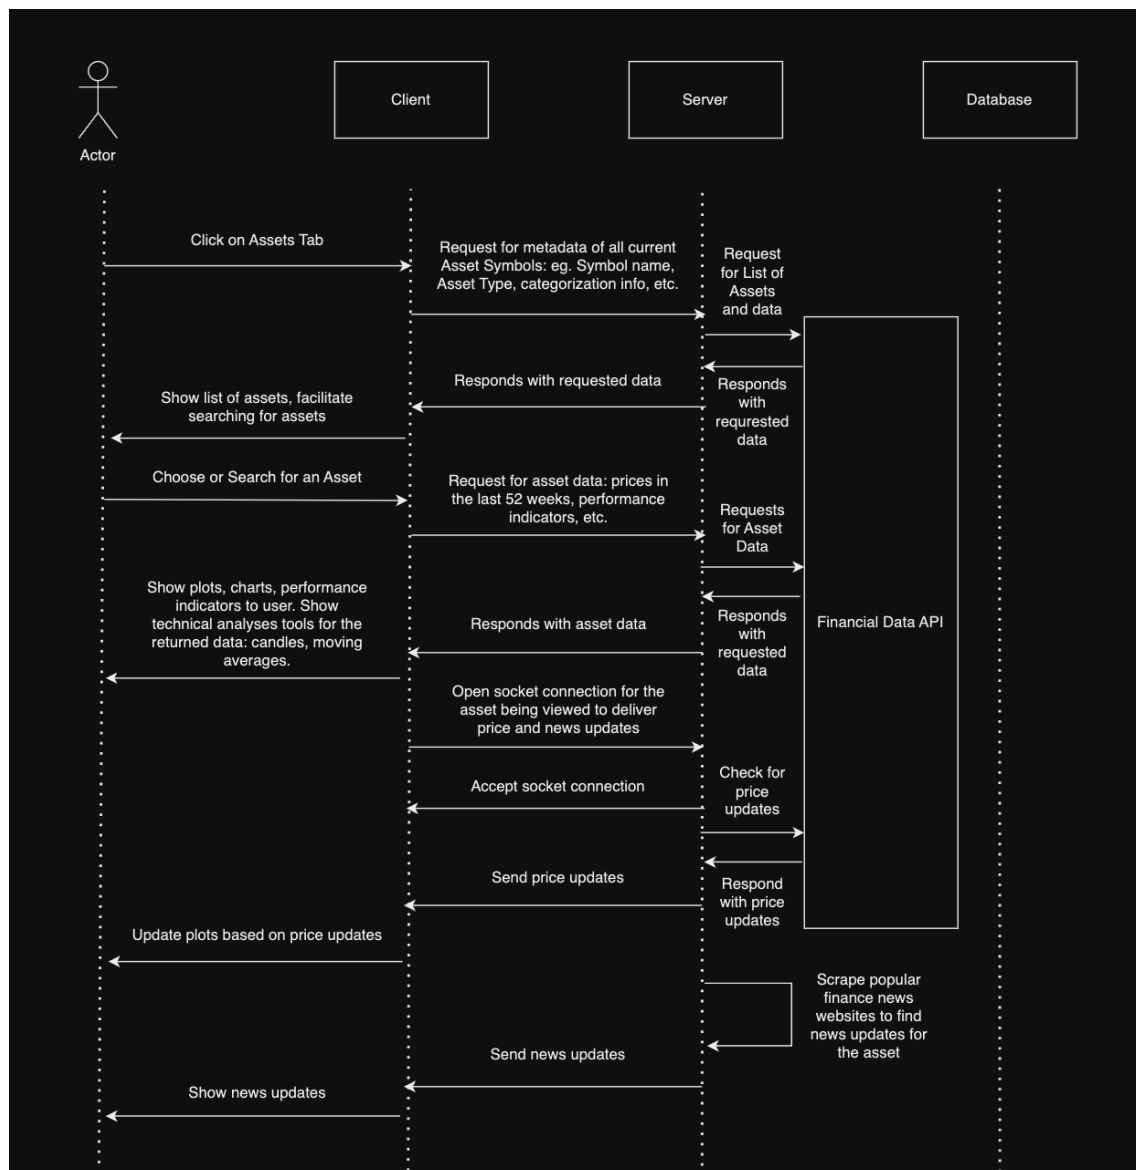 Client
Server
Database
Actor
Click on Assets Tab
Request for metadata of all current
Asset Symbols: eg. Symbol name,
Asset Type, categorization info, etc.
Request
for List of
Assets
and data
Responds with requested data
Responds
with
requrested
data
Show list of assets, facilitate
searching for assets
Choose or Search for an Asset
Request for asset data: prices in
the last 52 weeks, performance
indicators, etc.
Requests
for Asset
Data
Show plots, charts, performance
indicators to user. Show
technical analyses tools for the
returned data: candles, moving
averages.
Responds with asset data
Responds
with
requested
data
Financial Data API
Open socket connection for the
asset being viewed to deliver
price and news updates
Accept socket connection
Check for
price
updates
Send price updates
Respond
with price
updates
Update plots based on price updates
Scrape popular
finance news
websites to find
news updates for
the asset
Send news updates
Show news updates